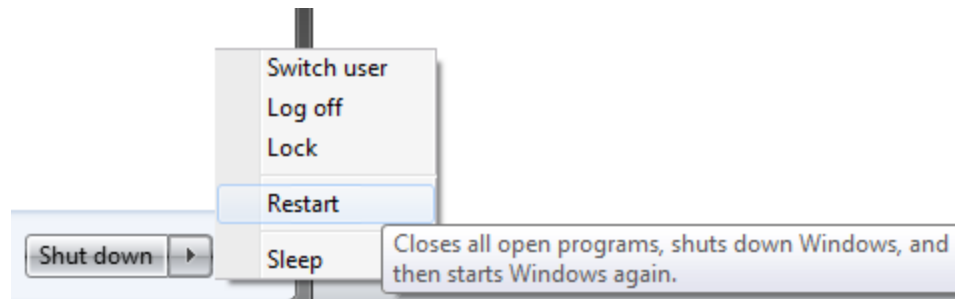 Switch user
Log off
Lock
Restart
Shut down
Sleep
Closes all open programs, shuts down Windows, and
then starts Windows again.